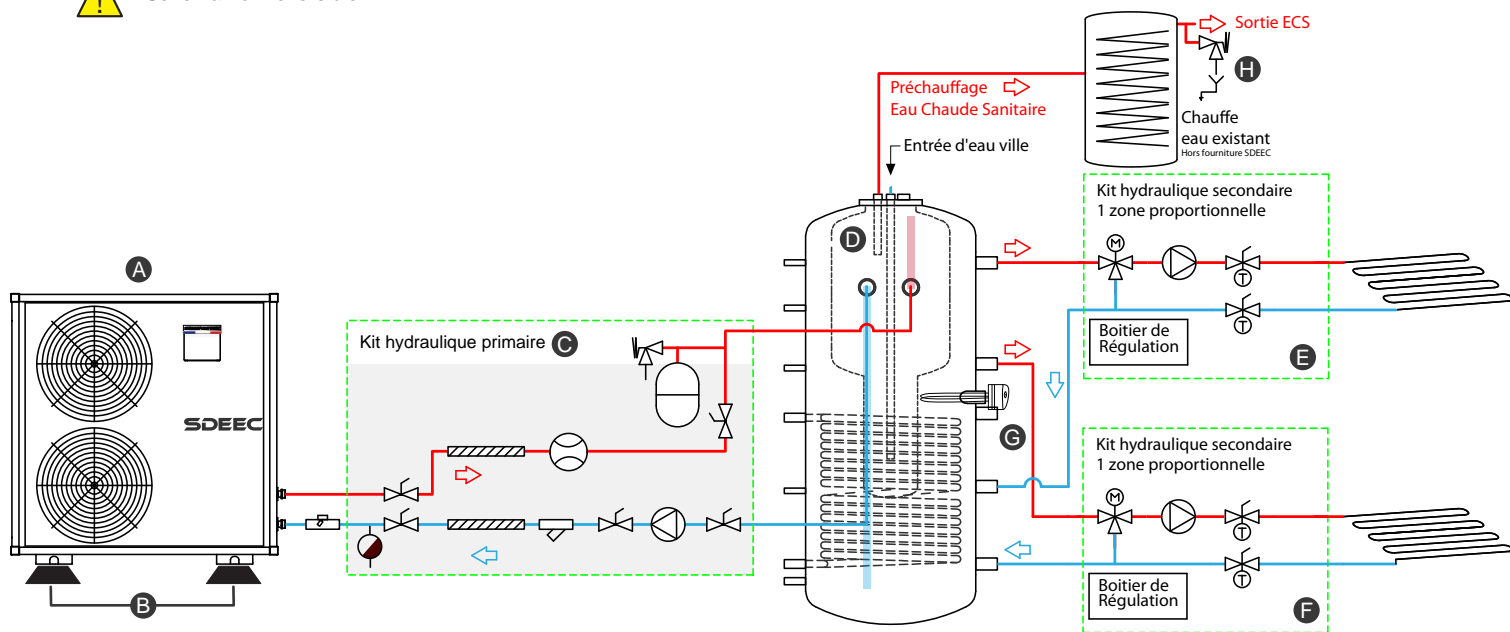 !
Sortie ECS
H
Préchauffage
Eau Chaude Sanitaire
Chauffe
eau existant
Hors fourniture SDEEC
Entrée d'eau ville
Kit hydraulique secondaire
1 zone proportionnelle
D
M
A
T
T
Kit hydraulique primaire
C
Boitier de
Régulation
E
SDEEC
G
Kit hydraulique secondaire
1 zone proportionnelle
M
T
T
Boitier de
Régulation
B
F